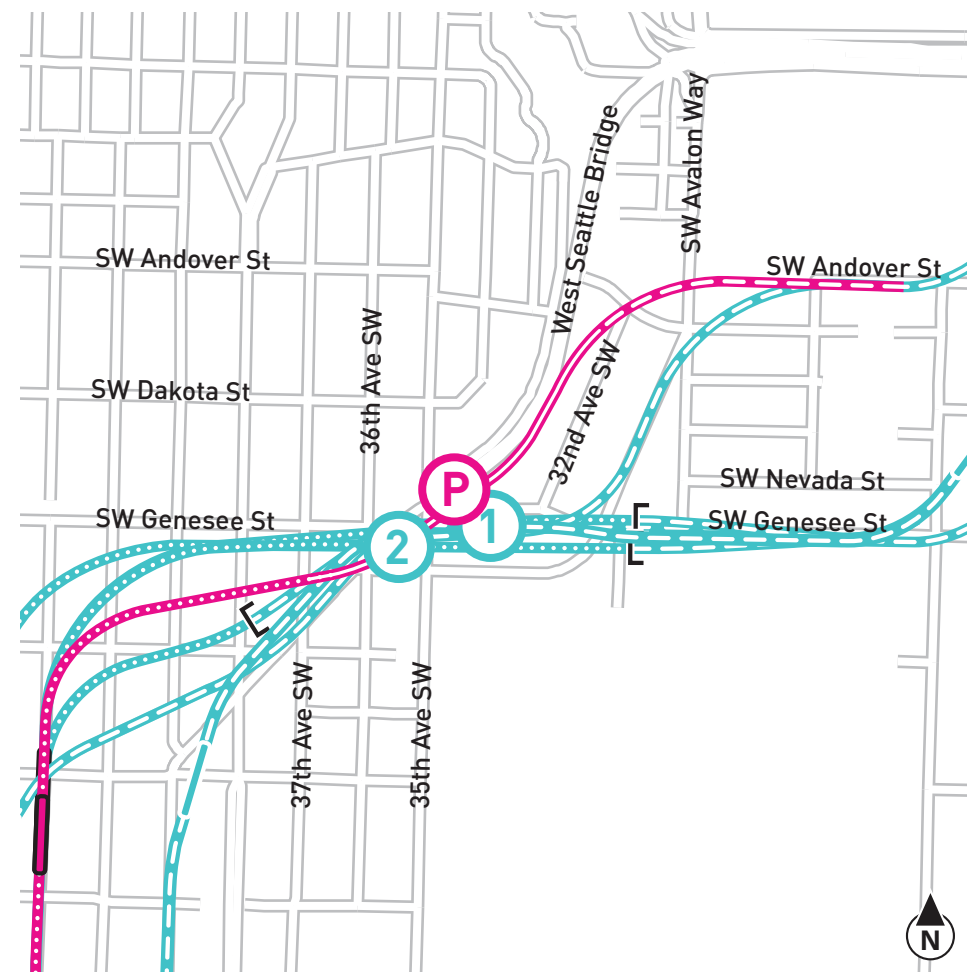 West Seattle Bridge
SW Avalon Way
SW Andover St
SW Andover St
36th Ave SW
32nd Ave SW
SW Dakota St
P
SW Nevada St
SW Genesee St
1
SW Genesee St
2
37th Ave SW
35th Ave SW
N